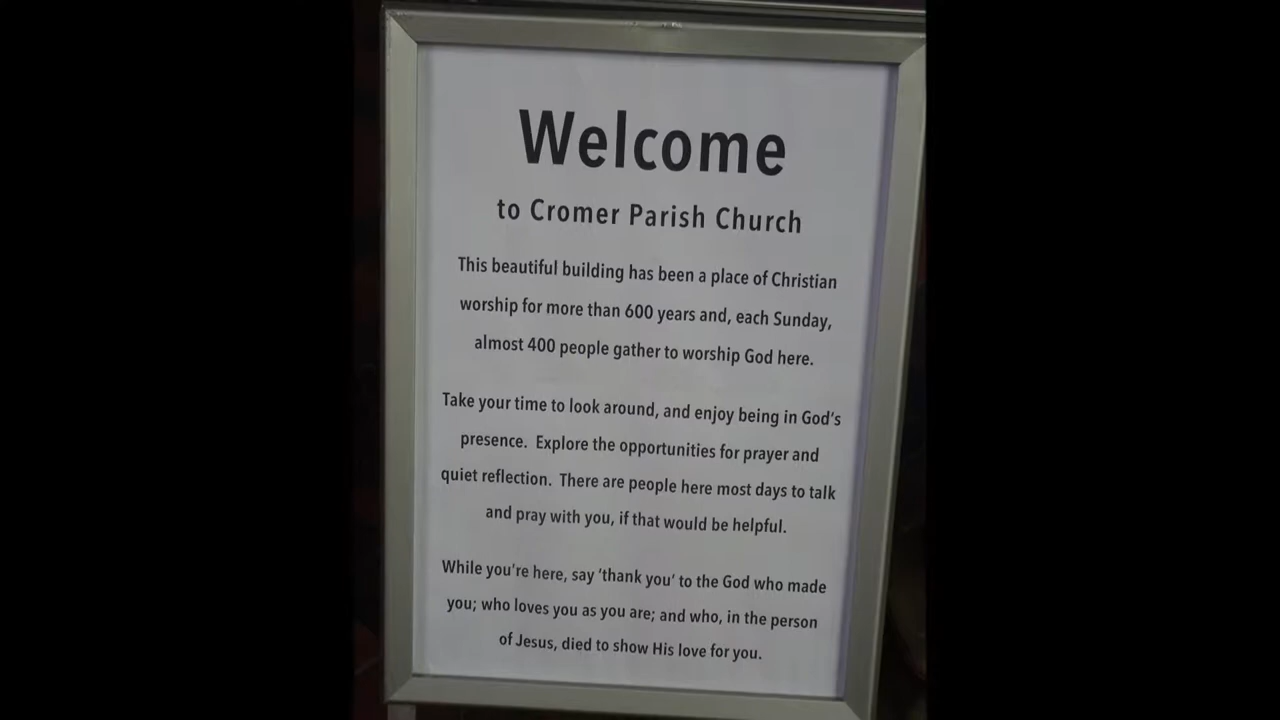 Welcome
to Cromer Parish Church
This beautiful building has been a place of Christian
worship for more than 600 years and, each Sunday,
almost 400 people gather to worship God here.
Take your time to look around, and enjoy being in God's
presence.  Explore the opportunities for prayer and
quiet reflection.  There are people here most days to talk
and pray with you, if that would be helpful.
While you're here, say 'thank you' to the God who made
you; who loves you as you are; and who, in the person
of Jesus, died to show His love for you.